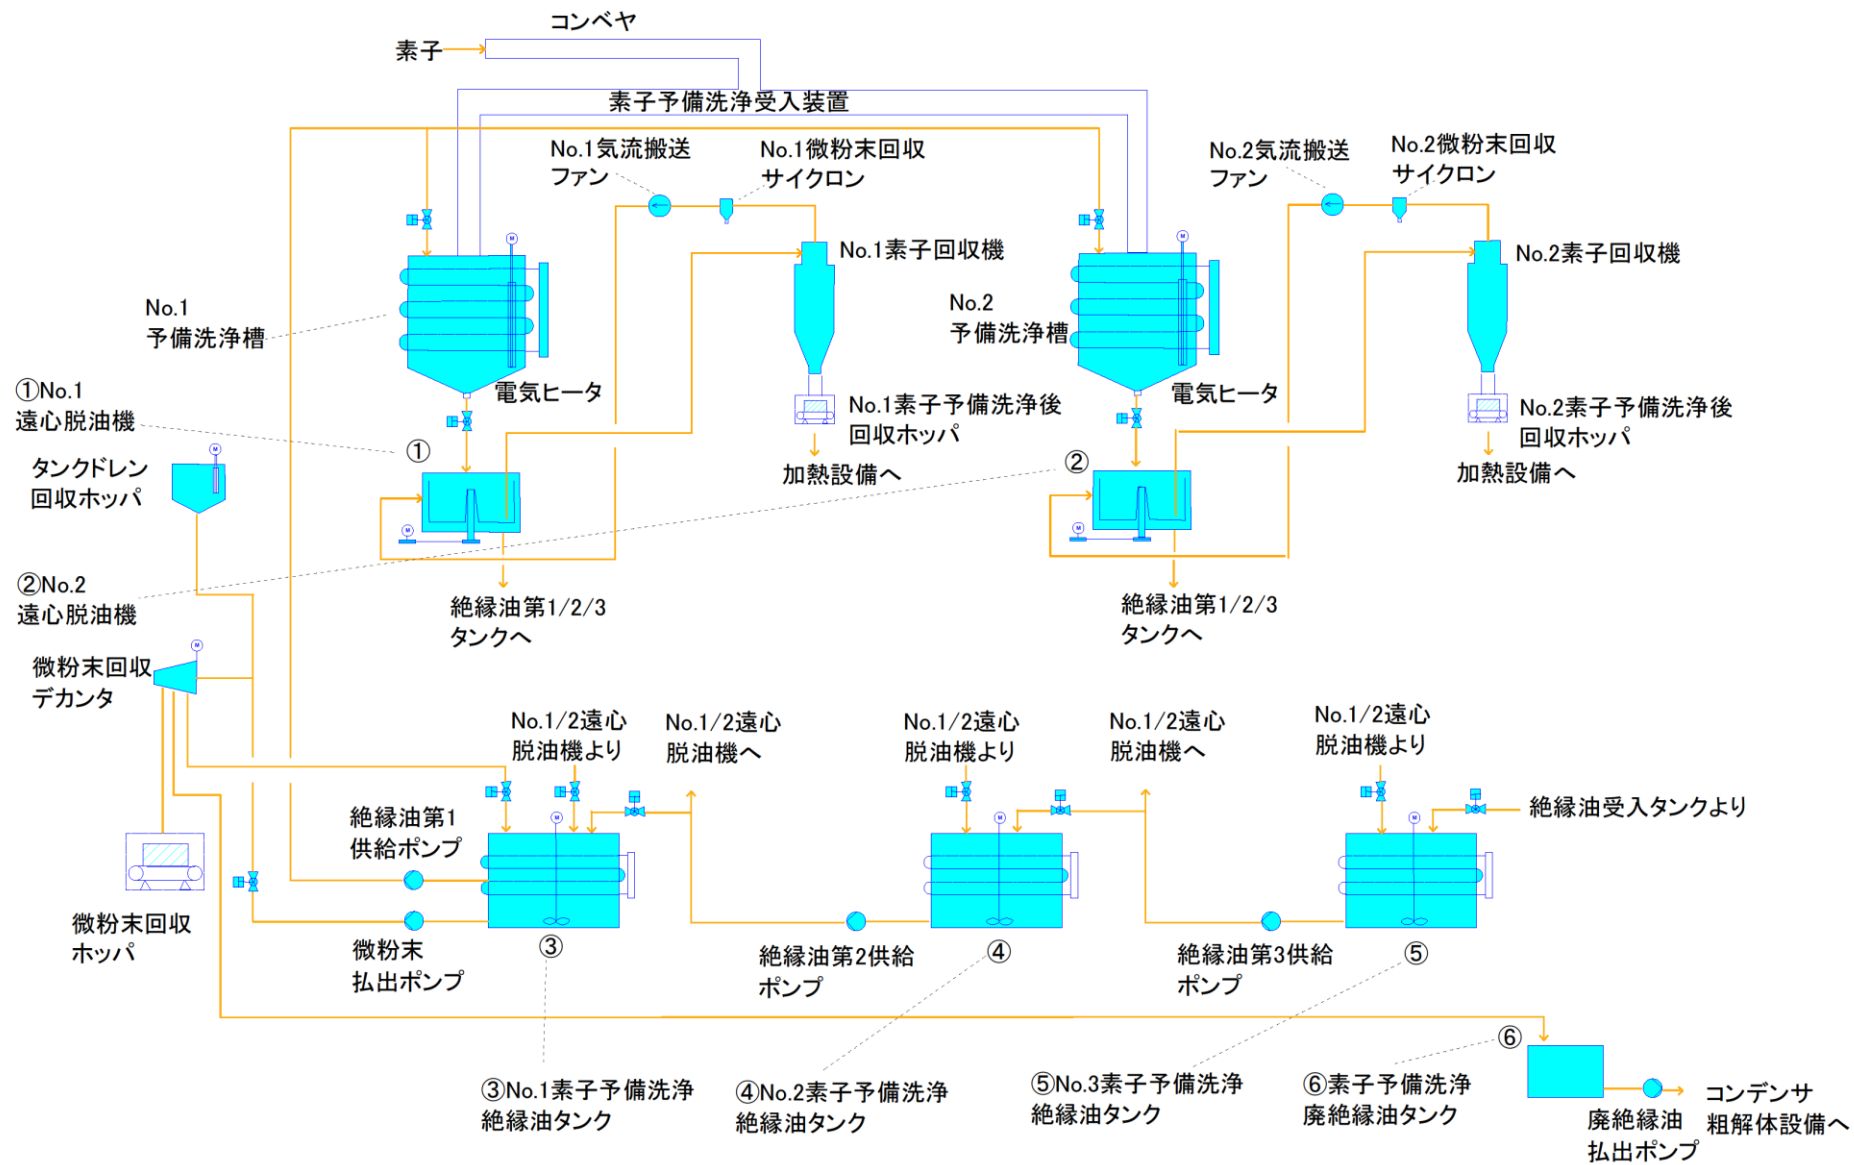 コンベヤ
素子
素子予備洗浄受入装置
No.1気流搬送
ファン
No.1微粉末回収
サイクロン
No.2気流搬送
ファン
No.2微粉末回収
サイクロン
No.1素子回収機
No.2素子回収機
No.1
予備洗浄槽
No.2
予備洗浄槽
M
M
電気ヒータ
電気ヒータ
①No.1
遠心脱油機
No.1素子予備洗浄後
回収ホッパ
No.2素子予備洗浄後
回収ホッパ
①
②
加熱設備へ
加熱設備へ
タンクドレン
回収ホッパ
M
M
M
②No.2
遠心脱油機
絶縁油第1/2/3
タンクへ
絶縁油第1/2/3
タンクへ
微粉末回収
デカンタ
M
No.1/2遠心
脱油機より
No.1/2遠心
脱油機へ
No.1/2遠心
脱油機より
No.1/2遠心
脱油機へ
No.1/2遠心
脱油機より
絶縁油受入タンクより
絶縁油第1
供給ポンプ
M
M
M
微粉末回収
ホッパ
微粉末
払出ポンプ
③
絶縁油第2供給
ポンプ
④
絶縁油第3供給
ポンプ
⑤
⑥
③No.1素子予備洗浄
絶縁油タンク
④No.2素子予備洗浄
絶縁油タンク
⑤No.3素子予備洗浄
絶縁油タンク
⑥素子予備洗浄
廃絶縁油タンク
廃絶縁油
払出ポンプ
コンデンサ
粗解体設備へ